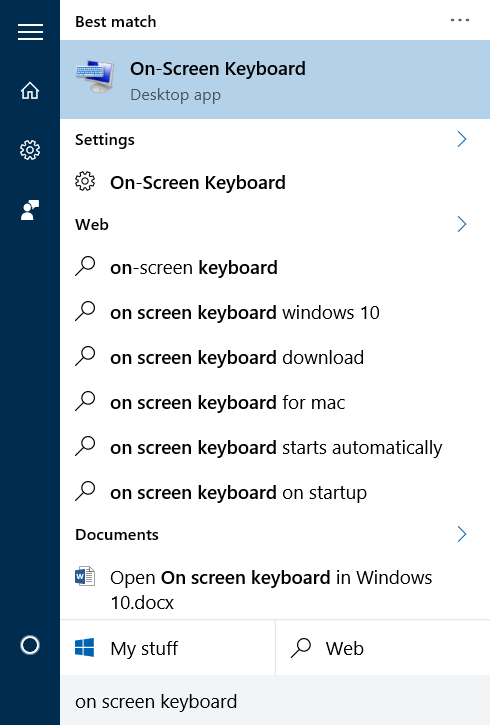 Best match
On-Screen Keyboard
Desktop app
Settings
On-Screen Keyboard
Web
on-screen keyboard
on screen keyboard windows 10
on screen keyboard download
on screen keyboard for mac
on screen keyboard starts automatically
on screen keyboard on startup
Documents
Open On screen keyboard in Windows
10.docx
My stuff
Web
on screen keyboard